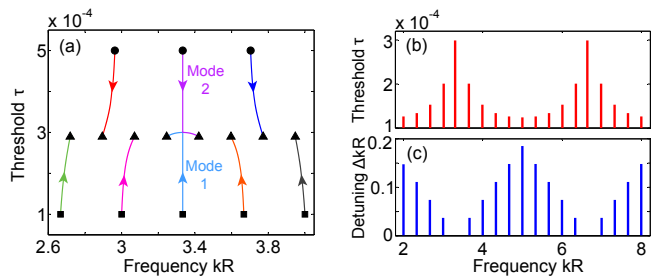 x 10⁻⁴
(a)
Threshold τ
5
3
1
Mode
2
Mode
1
2.6
3
3.4
3.8
Frequency kR
x 10⁻⁴
(b)
Threshold τ
3
2
1
(c)
Detuning ΔkR
0.2
0.1
0
2
4
6
8
Frequency kR